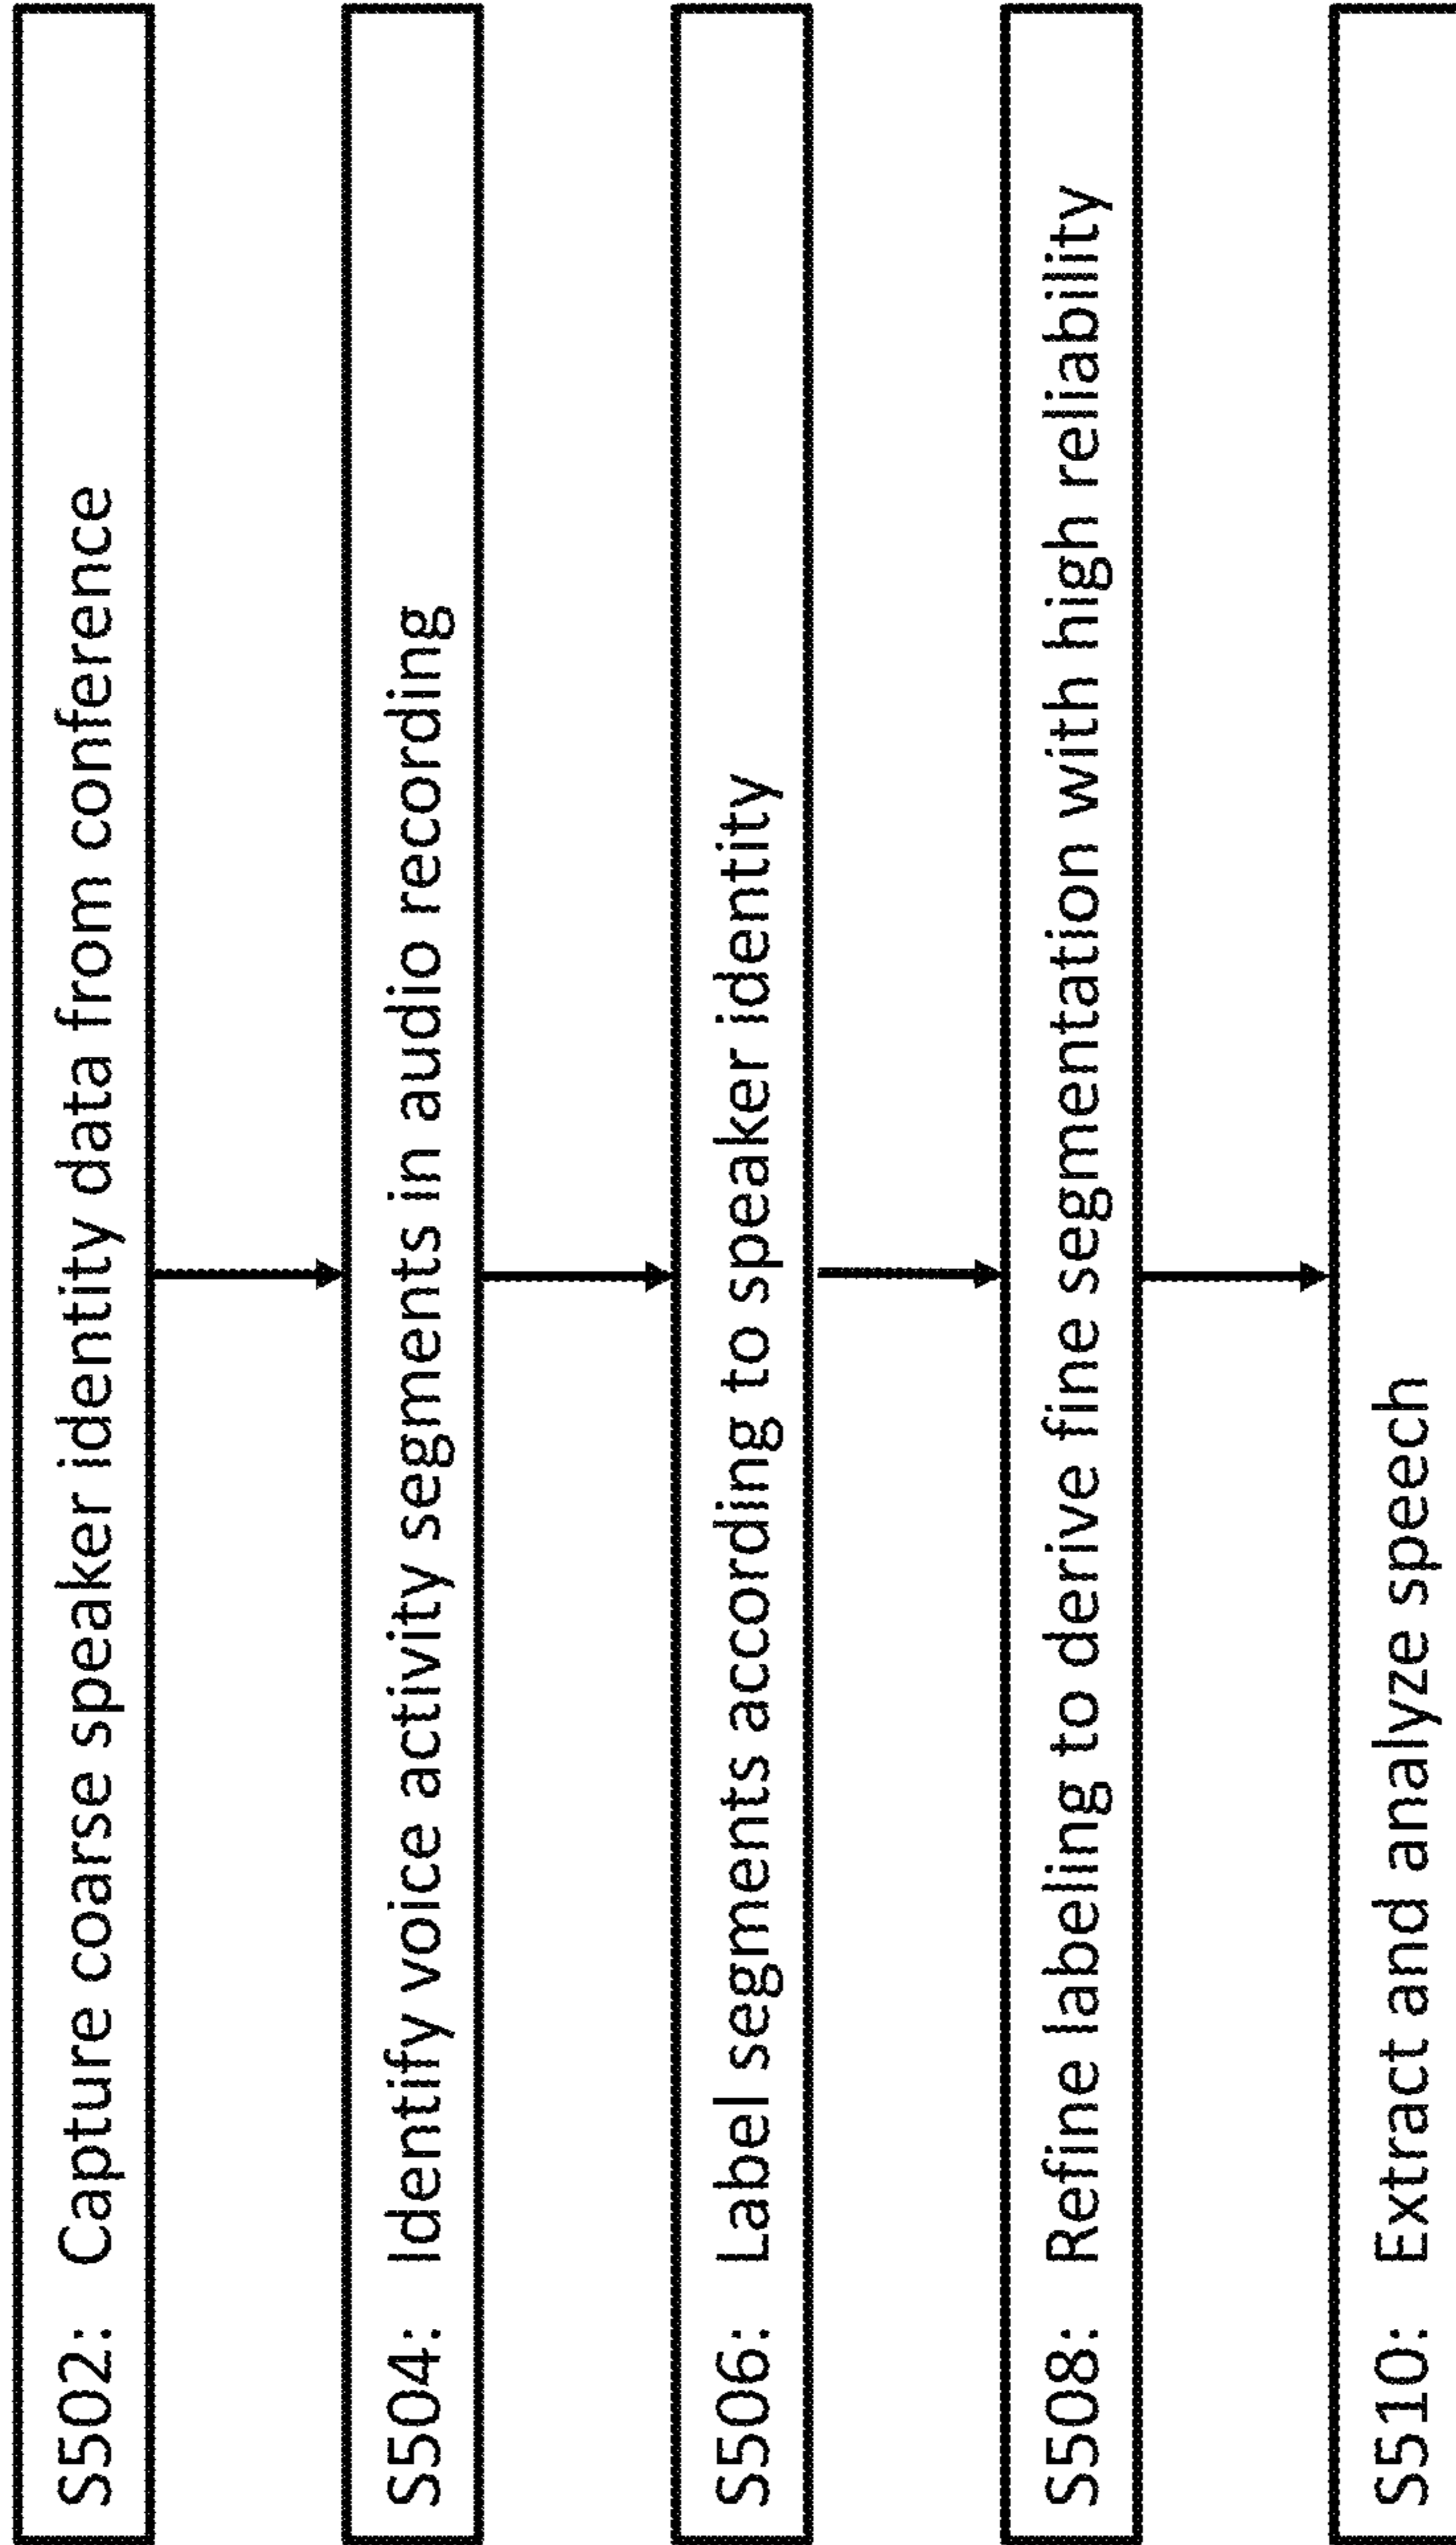 S502: Capture coarse speaker identity data from conference
S504: Identify voice activity segments in audio recording
S506: Label segments according to speaker identity
S508: Refine labeling to derive fine segmentation with high reliability
S510: Extract and analyze speech